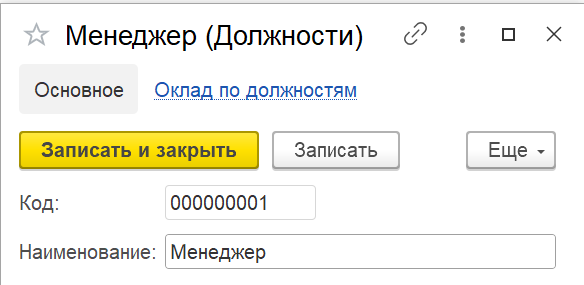 Менеджер (Должности)
Основное Оклад по должностям
Записать и закрыть Записать Еще
Код: 000000001
Наименование: Менеджер